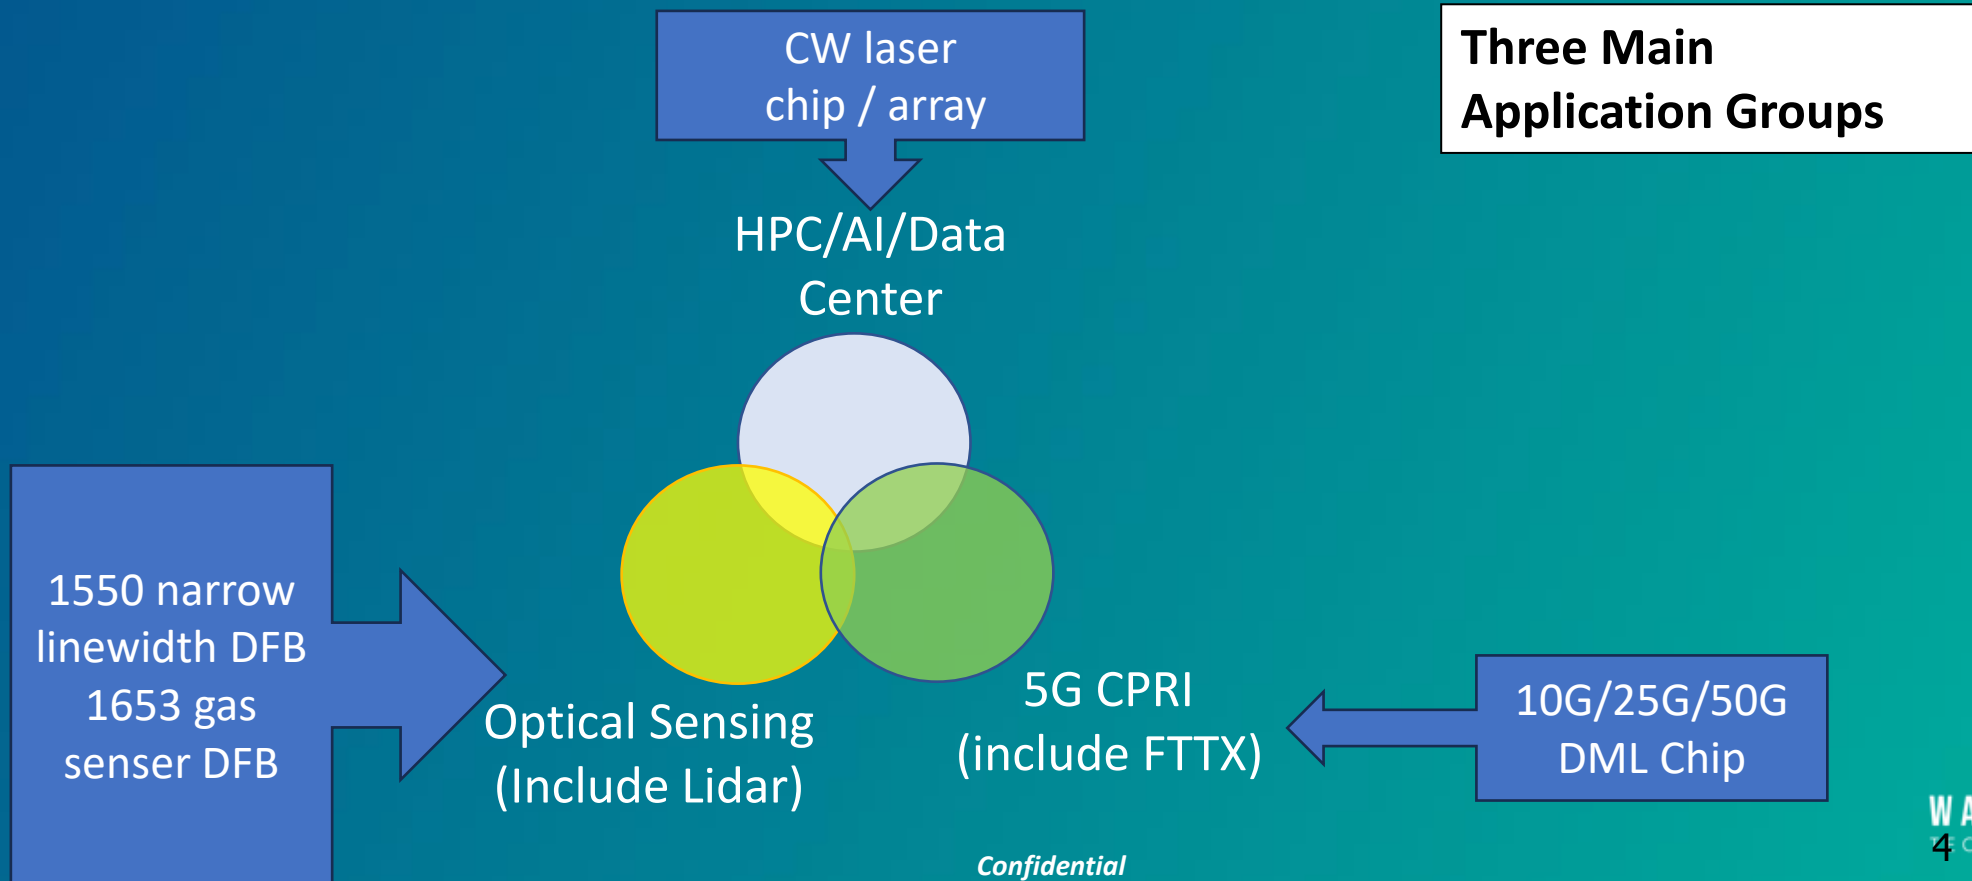 CW laser
chip / array
Three Main
Application Groups
HPC/AI/Data
Center
1550 narrow
linewidth DFB
1653 gas
senser DFB
Optical Sensing
(Include Lidar)
5G CPRI
(include FTTX)
10G/25G/50G
DML Chip
Confidential
4